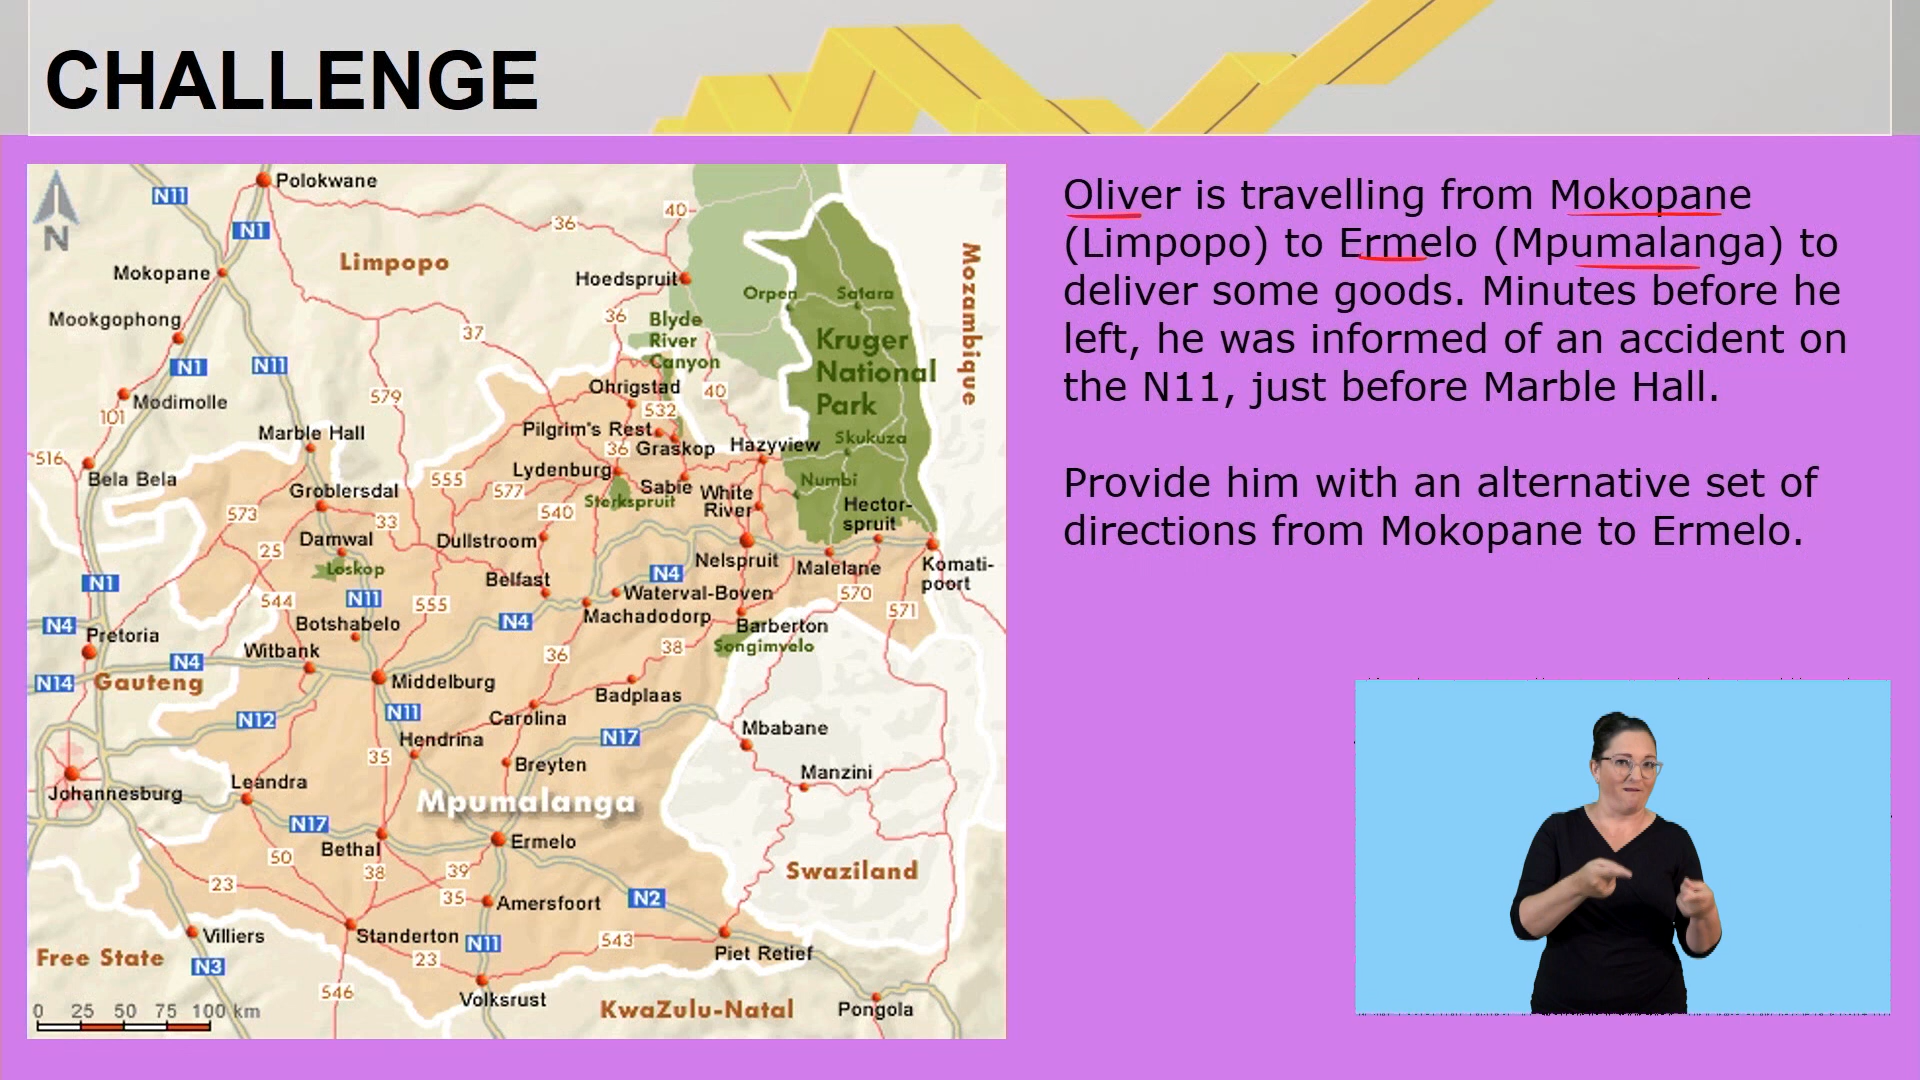 CHALLENGE
Oliver is travelling from Mokopane
(Limpopo) to Ermelo (Mpumalanga) to
deliver some goods. Minutes before he
left, he was informed of an accident on
the N11, just before Marble Hall.
Provide him with an alternative set of
directions from Mokopane to Ermelo.
N11
Polokwane
N1
36
40
N
Limpopo
Mokopane
Hoedspruit
Mozambique
Orpen
Satara
Mookgophong
36
Blyde
River
Canyon
37
Kruger
National
Park
N1
N11
579
Ohrigstad
40
101
Modimolle
532
Marble Hall
Pilgrim's Rest
36
Graskop
Hazyview
Skukuza
516
Bela Bela
Lydenburg
555
577
Sterkspruit
Sabie
White
River
Numbi
Groblersdal
573
33
540
Hector-
spruit
25
Damwal
Dullstroom
Loskop
Nelspruit
Malelane
Komati-
poort
N1
Belfast
N4
544
N11
555
Waterval-Boven
570
571
N4
Pretoria
Botshabelo
N4
Machadodorp
Barberton
Songimvelo
Witbank
36
38
N4
N14
Gauteng
Middelburg
Badplaas
N12
N11
Carolina
Mbabane
Hendrina
N17
35
Breyten
Manzini
Johannesburg
Leandra
Mpumalanga
N17
Bethal
Ermelo
50
38
39
Swaziland
23
35
Amersfoort
N2
Villiers
Standerton
N11
543
Piet Retief
Free State
N3
23
546
Volksrust
KwaZulu-Natal
Pongola
0 25 50 75 100 km